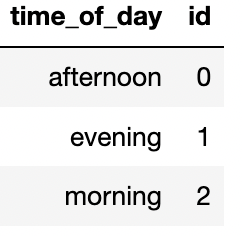 time_of_day id
afternoon 0
evening 1
morning 2